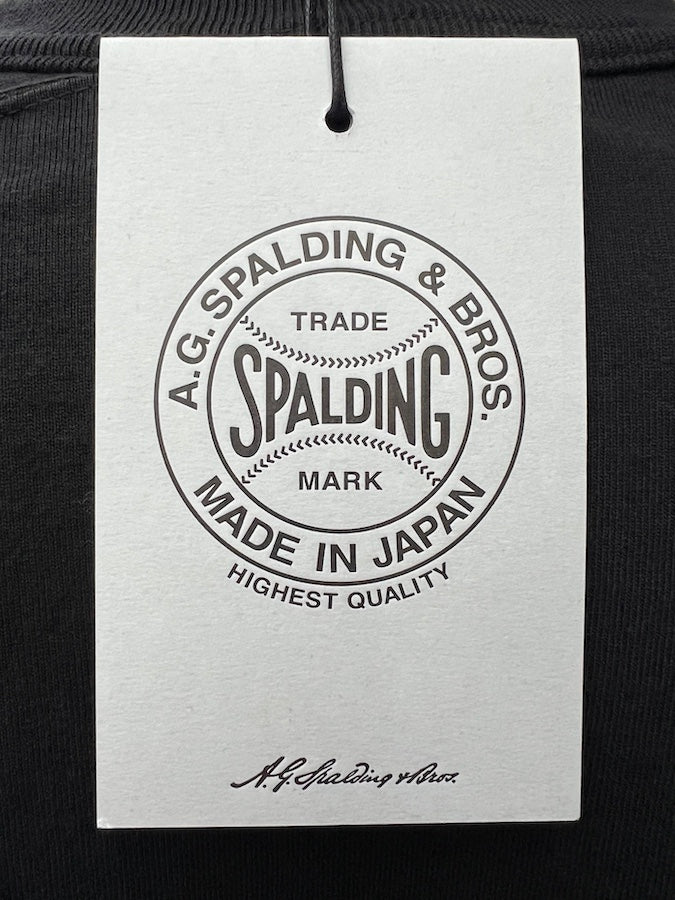 A.G. SPALDING & BROS.
TRADE
SPALDING
MARK
MADE IN JAPAN
HIGHEST QUALITY
A.G. Spalding & Bros.